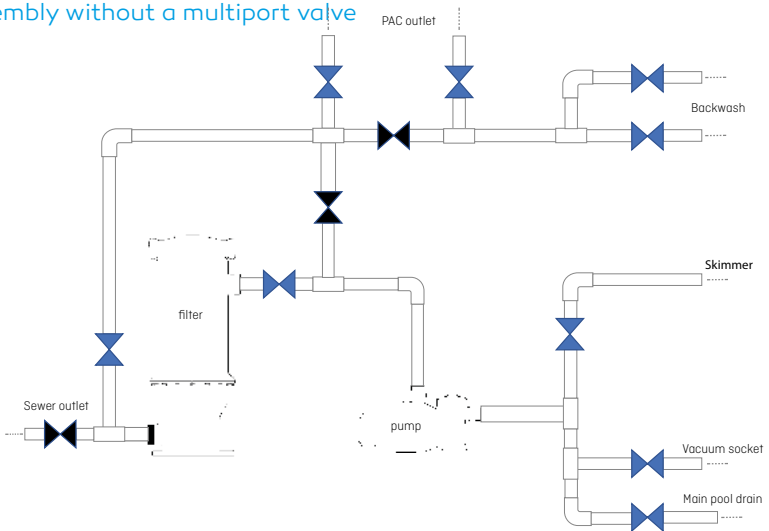 embly without a multiport valve
PAC outlet
Backwash
Skimmer
filter
Sewer outlet
pump
Vacuum socket
Main pool drain